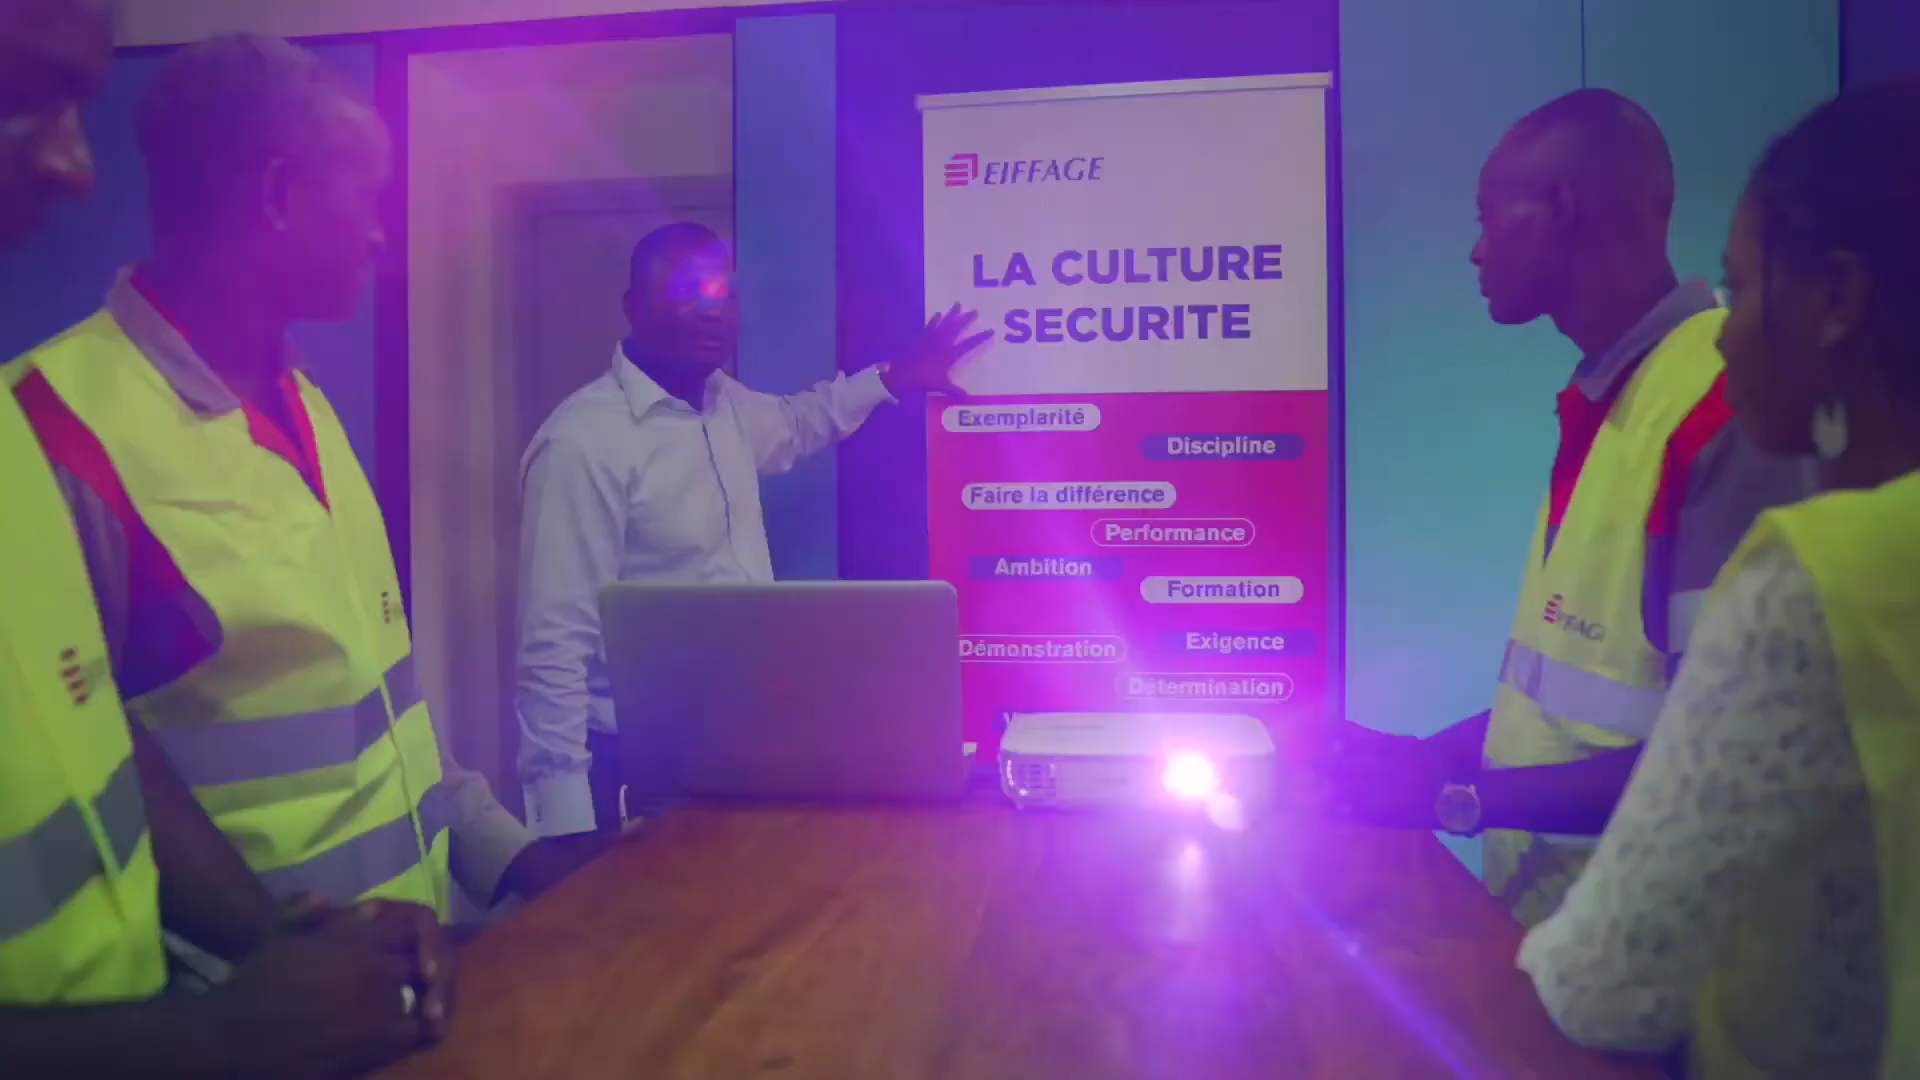 EIFFAGE
LA CULTURE
SECURITE
Exemplarité
Discipline
Faire la différence
Performance
Ambition
Formation
Démonstration
Exigence
Détermination
EIFFAGE